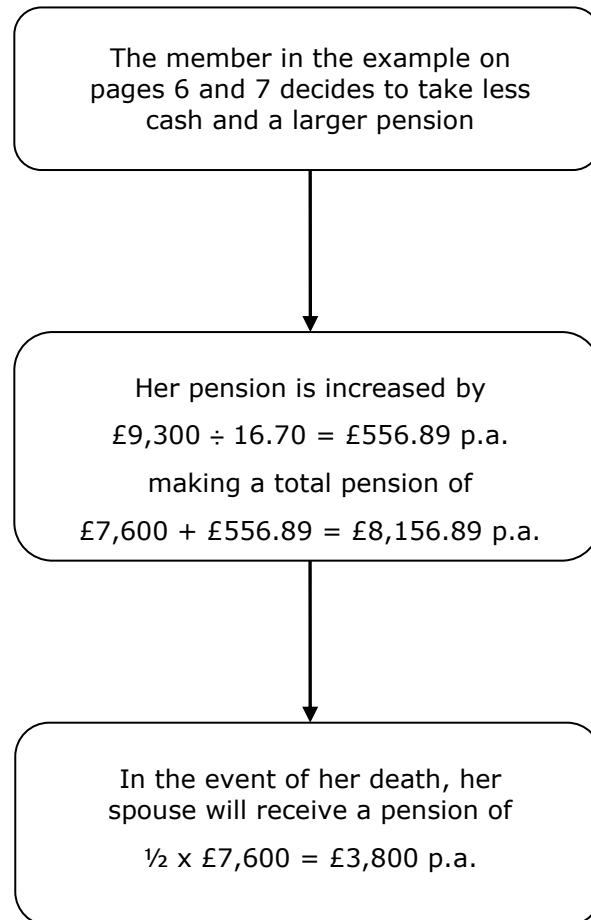 The member in the example on
pages 6 and 7 decides to take less
cash and a larger pension
Her pension is increased by
£9,300 ÷ 16.70 = £556.89 p.a.
making a total pension of
£7,600 + £556.89 = £8,156.89 p.a.
In the event of her death, her
spouse will receive a pension of
½ x £7,600 = £3,800 p.a.